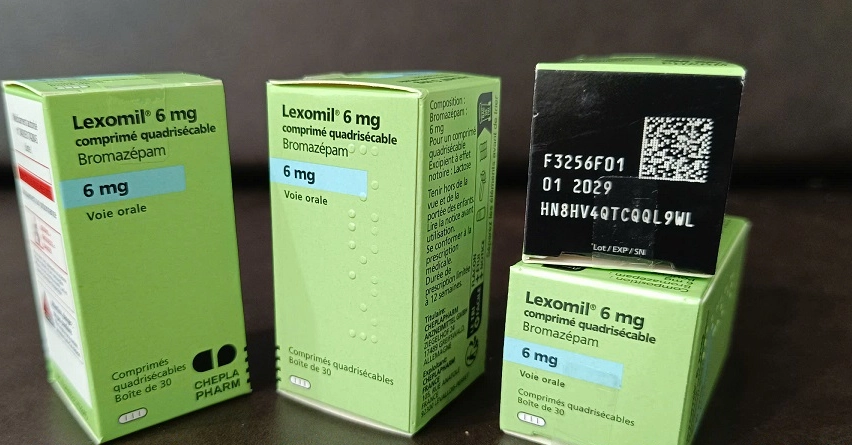 Lexomil® 6 mg
comprimé quadrisécable
Bromazépam
6 mg
Voie orale
Comprimés
quadrisécables
Boîte de 30
CHEPLA
PHARM
Lexomil® 6 mg
comprimé quadrisécable
Bromazépam
6 mg
Voie orale
Comprimés quadrisécables
Boîte de 30
Composition :
Bromazépam :
6 mg
Pour un comprimé
quadrisécable
Excipient à effet
notoire : Lactose
Tenir hors de la
vue et de la
portée des enfants.
Lire la notice avant
utilisation.
Se conformer à la
prescription
médicale.
Durée de
prescription limitée
à 12 semaines.
Titulaire:
CHEPLAPHARM
F3256F01
01 2029
HN8HV4QTCQQL9WL
Lot / EXP / SN
Lexomil® 6 mg
comprimé quadrisécable
Bromazépam
6 mg
Voie orale
Comprimés quadrisécables
Boîte de 30